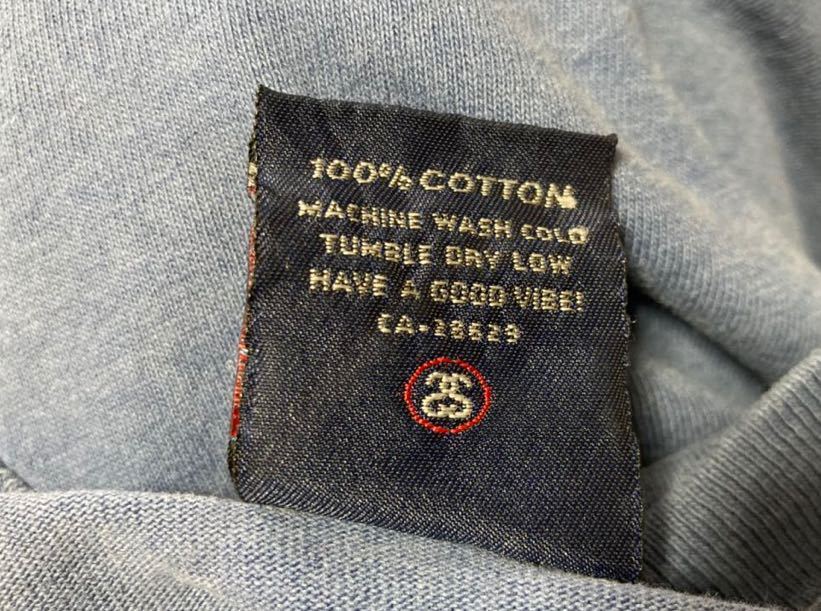 100% COTTON
MACHINE WASH COLD
TUMBLE DRY LOW
HAVE A GOOD VIBE!
CA-28629